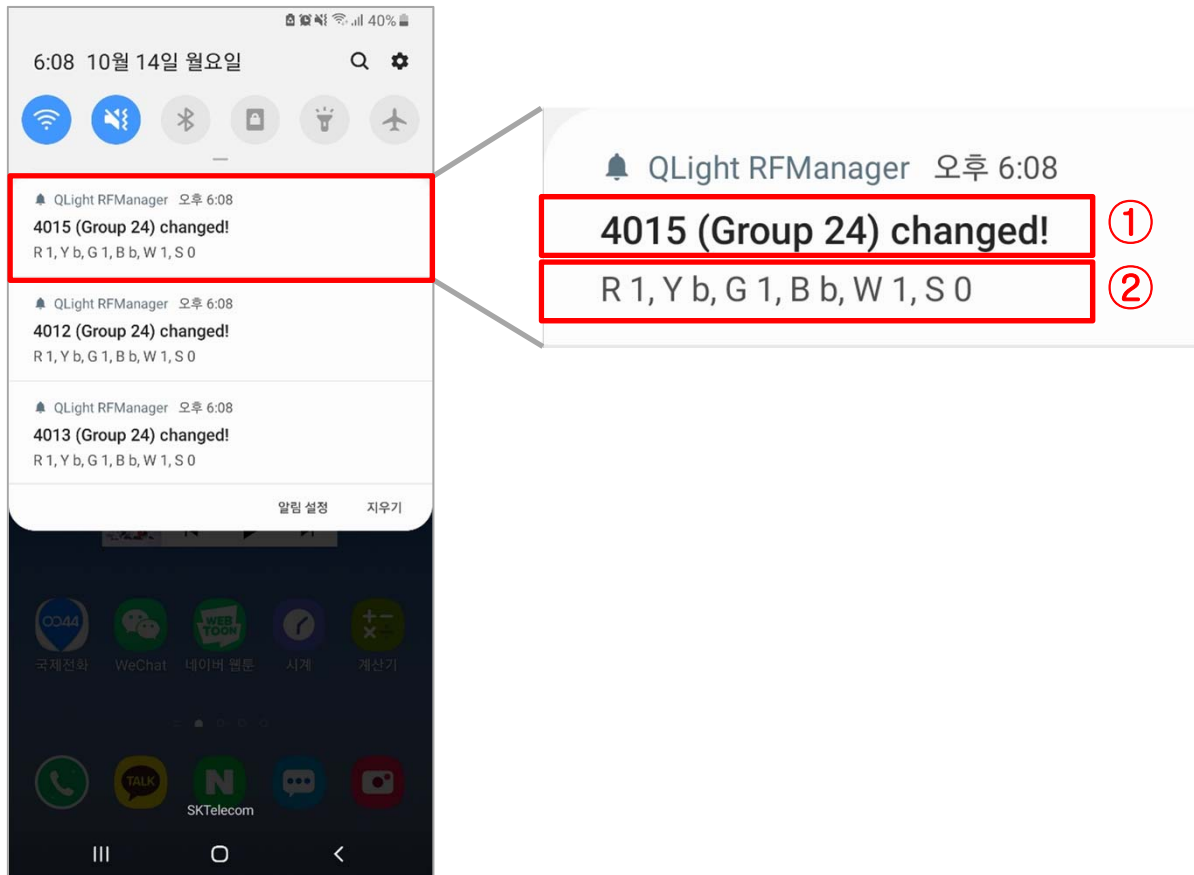 40%
6:08 10월 14일 월요일
QLight RFManager 오후 6:08
4015 (Group 24) changed!
R 1, Y b, G 1, B b, W 1, S 0
QLight RFManager 오후 6:08
4012 (Group 24) changed!
R 1, Y b, G 1, B b, W 1, S 0
QLight RFManager 오후 6:08
4013 (Group 24) changed!
R 1, Y b, G 1, B b, W 1, S 0
알림 설정 지우기
0044
WEB
TOON
국제전화 WeChat 네이버 웹툰 시계 계산기
TALK
N
SKTelecom
QLight RFManager 오후 6:08
4015 (Group 24) changed!
①
R 1, Y b, G 1, B b, W 1, S 0
②